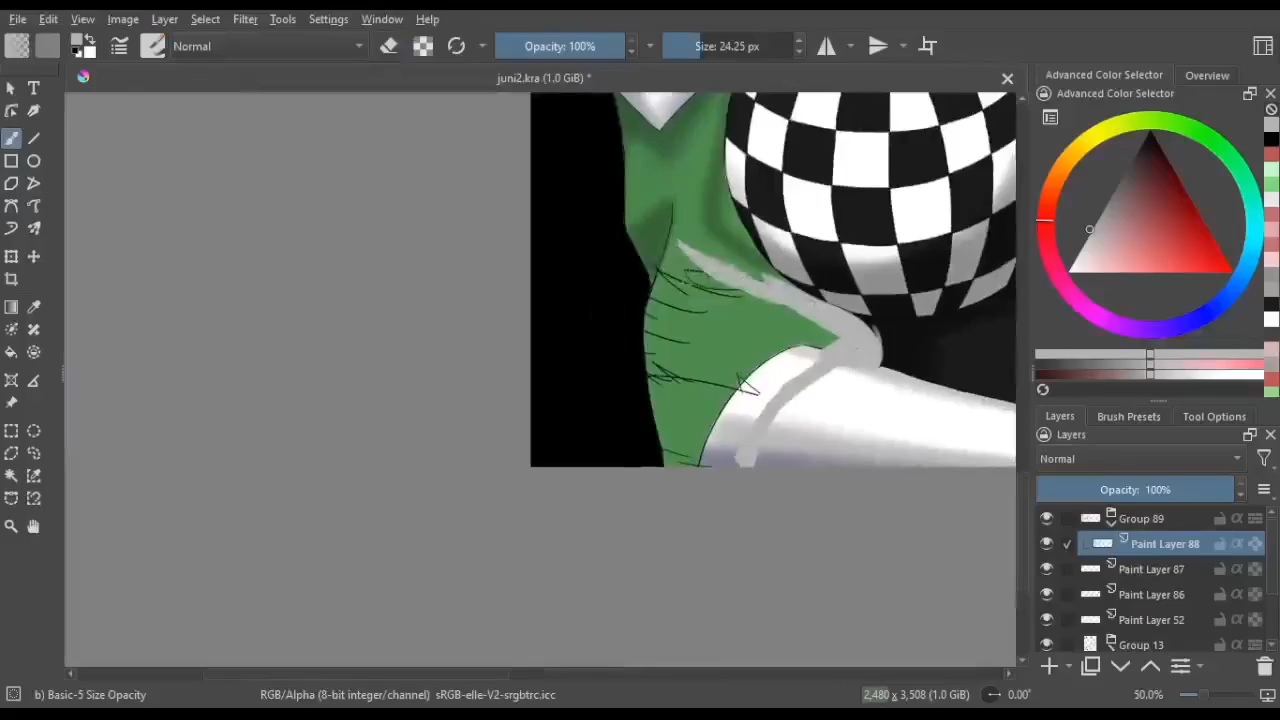 File Edit View Image Layer Select Filter Tools Settings Window Help
Normal Opacity: 100% Size: 24.25 px
juni2.kra (1.0 GiB) *
Advanced Color Selector Overview
Advanced Color Selector
Layers Brush Presets Tool Options
Layers
Normal
Opacity: 100%
Group 89
Paint Layer 88
Paint Layer 87
Paint Layer 86
Paint Layer 52
Group 13
b) Basic-5 Size Opacity RGB/Alpha (8-bit integer/channel) sRGB-elle-V2-srgbtrc.icc 2,480 x 3,508 (1.0 GiB) 0.00° 50.0%